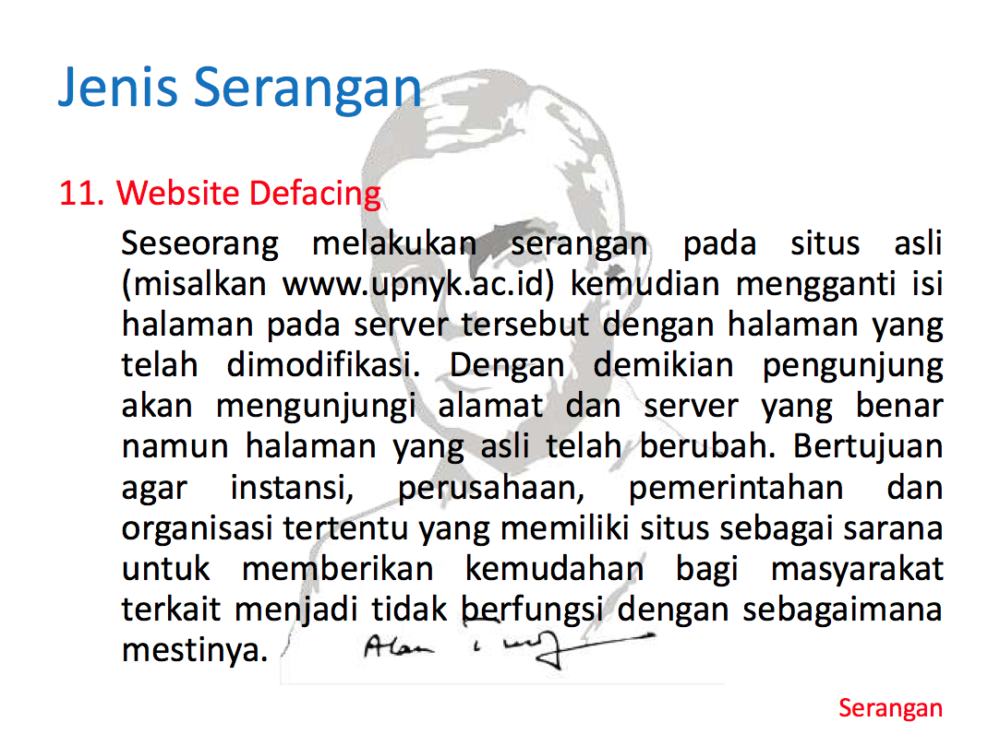 Jenis Serangan
11. Website Defacing
Seseorang melakukan serangan pada situs asli
(misalkan www.upnyk.ac.id) kemudian mengganti isi
halaman pada server tersebut dengan halaman yang
telah dimodifikasi. Dengan demikian pengunjung
akan mengunjungi alamat dan server yang benar
namun halaman yang asli telah berubah. Bertujuan
agar instansi, perusahaan, pemerintahan dan
organisasi tertentu yang memiliki situs sebagai sarana
untuk memberikan kemudahan bagi masyarakat
terkait menjadi tidak berfungsi dengan sebagaimana
mestinya.
Alan
Serangan